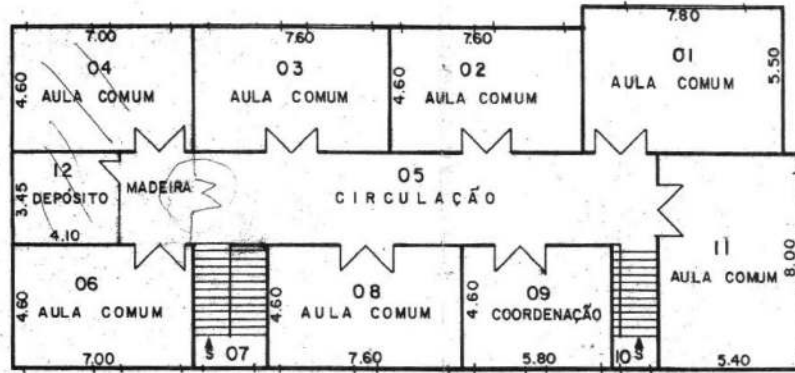 7.00
7.60
7.60
7.80
4.60
04
AULA COMUM
03
AULA COMUM
4.60
02
AULA COMUM
01
AULA COMUM
5.50
3.45
12
DEPÓSITO
4.10
MADEIRA
05
CIRCULAÇÃO
4.60
06
AULA COMUM
7.00
S 07
4.60
08
AULA COMUM
7.60
4.60
09
COORDENAÇÃO
5.80
10 S
11
AULA COMUM
8.00
5.40